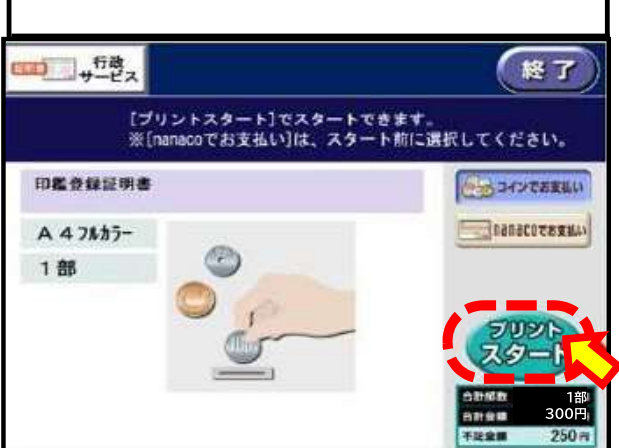 行政
サービス
終了
[プリントスタート]でスタートできます。
※[nanacoでお支払い]は、スタート前に選択してください。
印鑑登録証明書
コインでお支払い
A4フルカラー
nanacoでお支払い
1部
プリント
スタート
合計部数 1部
合計金額 300円
不足金額 250円